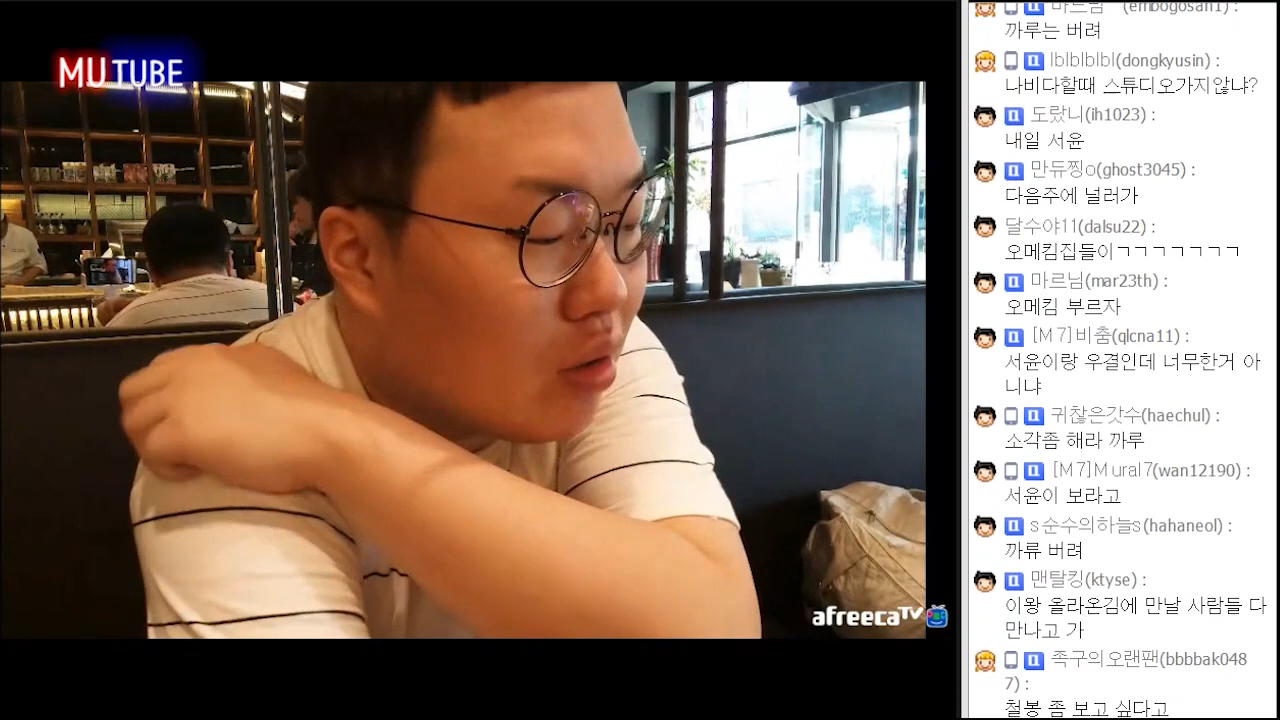 MUTUBE
afreecaTV
(embogosan1) :
까루는 버려
lblblblbl(dongkyusin) :
나비다할때 스튜디오가지않냐?
도랐니(ih1023) :
내일 서윤
만듀찡o(ghost3045) :
다음주에 널러가
달수야11(dalsu22) :
오메킴집들이ㄱㄱㄱㄱㄱㄱㄱ
마르님(mar23th) :
오메킴 부르자
[M7]비춤(qlcna11) :
서윤이랑 우결인데 너무한거 아
니냐
귀찮은갓수(haechul) :
소각좀 해라 까루
[M7]Mural7(wan12190) :
서윤이 보라고
s순수의하늘s(hahaneol) :
까류 버려
맨탈킹(ktyse) :
이왕 올라온김에 만날 사람들 다
만나고 가
족구의오랜팬(bbbbak048
7) :
철봉 좀 보고 싶다고